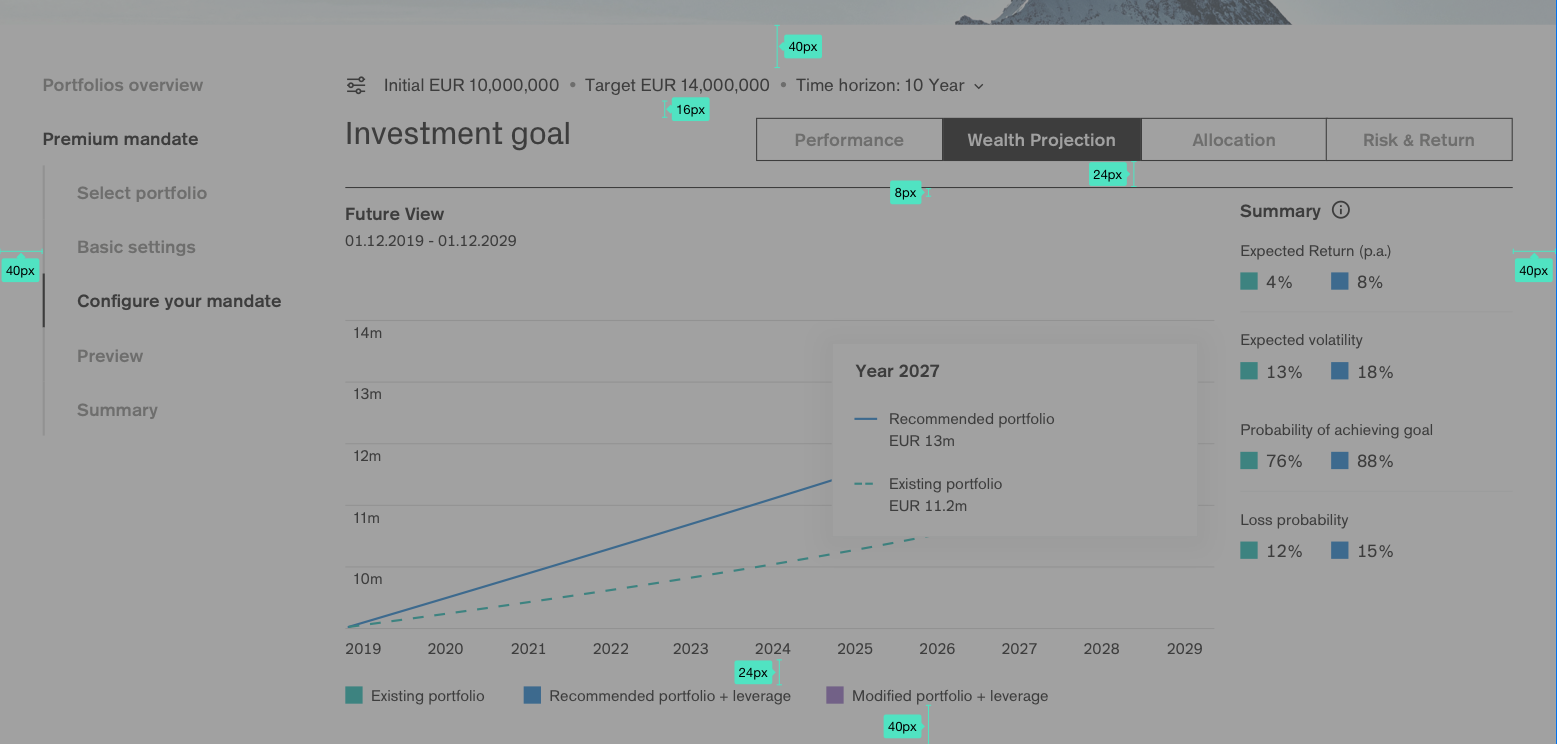 40px
Portfolios overview
Initial EUR 10,000,000 • Target EUR 14,000,000 • Time horizon: 10 Year
16px
Premium mandate
Investment goal
Performance
Wealth Projection
Allocation
Risk & Return
24px
8px
Select portfolio
Basic settings
Configure your mandate
Preview
Summary
40px
Future View
01.12.2019 - 01.12.2029
14m
13m
12m
11m
10m
Year 2027
Recommended portfolio
EUR 13m
Existing portfolio
EUR 11.2m
2019 2020 2021 2022 2023 2024 2025 2026 2027 2028 2029
24px
Existing portfolio
Recommended portfolio + leverage
Modified portfolio + leverage
40px
Summary
Expected Return (p.a.)
4% 8%
Expected volatility
13% 18%
Probability of achieving goal
76% 88%
Loss probability
12% 15%
40px